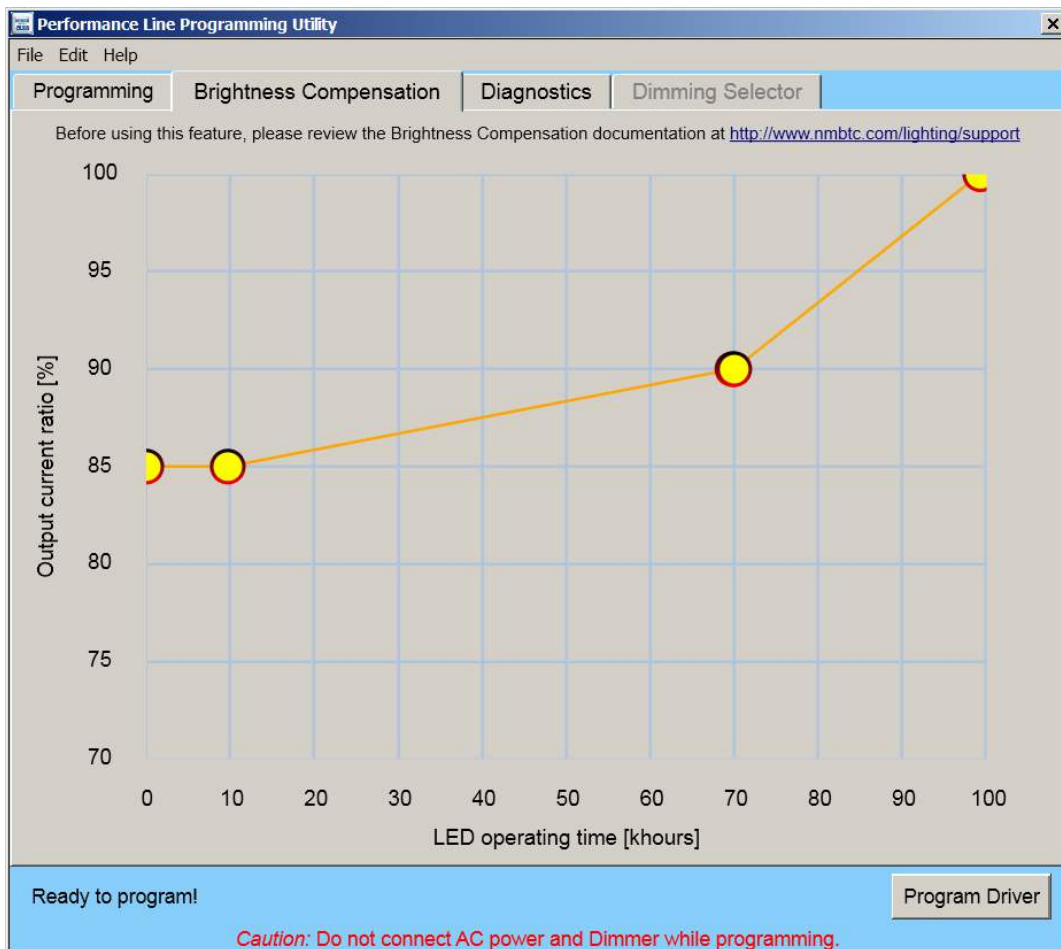 Performance Line Programming Utility
File Edit Help
Programming Brightness Compensation Diagnostics Dimming Selector
Before using this feature, please review the Brightness Compensation documentation at http://www.nmbtc.com/lighting/support
100
95
90
85
80
75
70
Output current ratio [%]
0 10 20 30 40 50 60 70 80 90 100
LED operating time [khours]
Ready to program!
Program Driver
Caution: Do not connect AC power and Dimmer while programming.